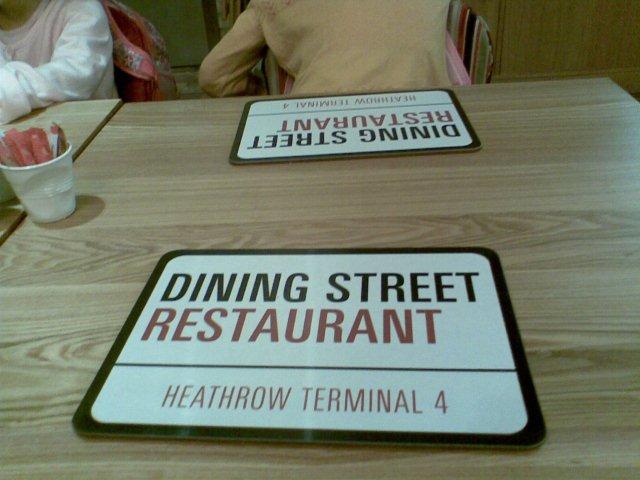 HEATHROW TERMINAL 4
RESTAURANT
DINING STREET
DINING STREET
RESTAURANT
HEATHROW TERMINAL 4